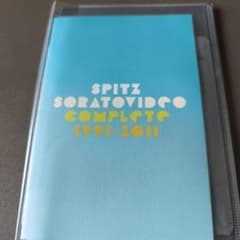 SPITZ
SORATOVIDEO
COMPLETE
1991-2011